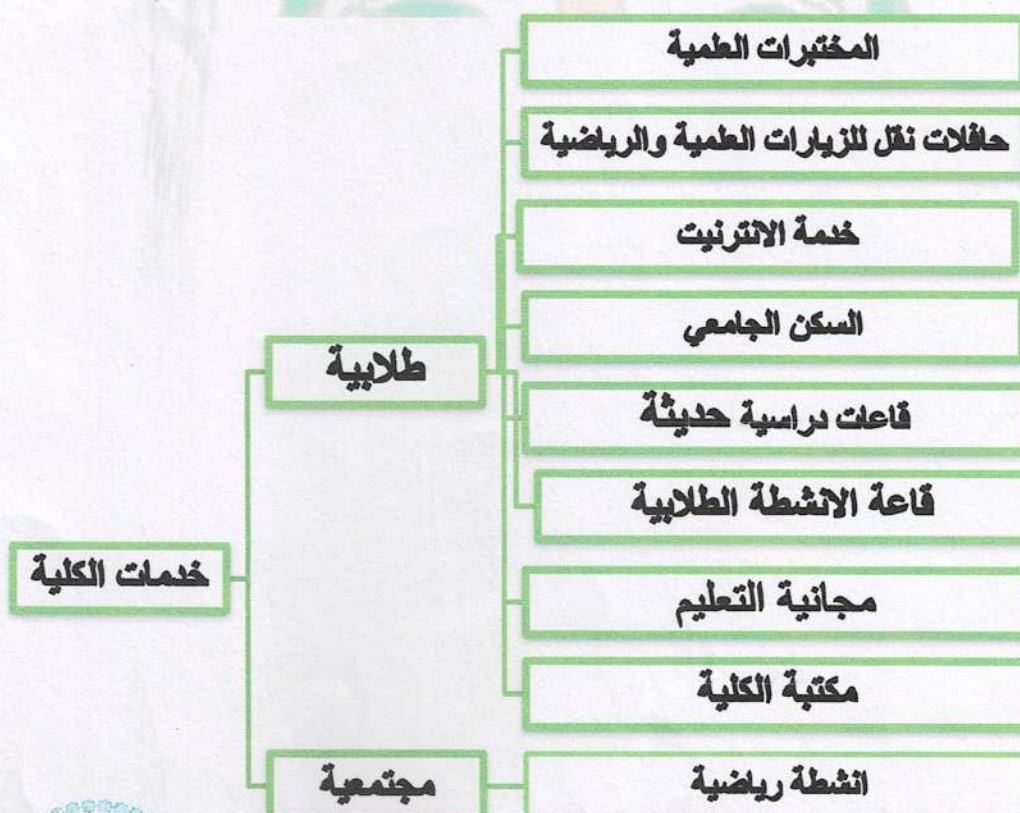 خدمات الكلية
طلابية
المختبرات العلمية
حافلات نقل للزيارات العلمية والرياضية
خدمة الانترنيت
السكن الجامعي
قاعات دراسية حديثة
قاعة الانشطة الطلابية
مجانية التعليم
مكتبة الكلية
مجتمعية
انشطة رياضية